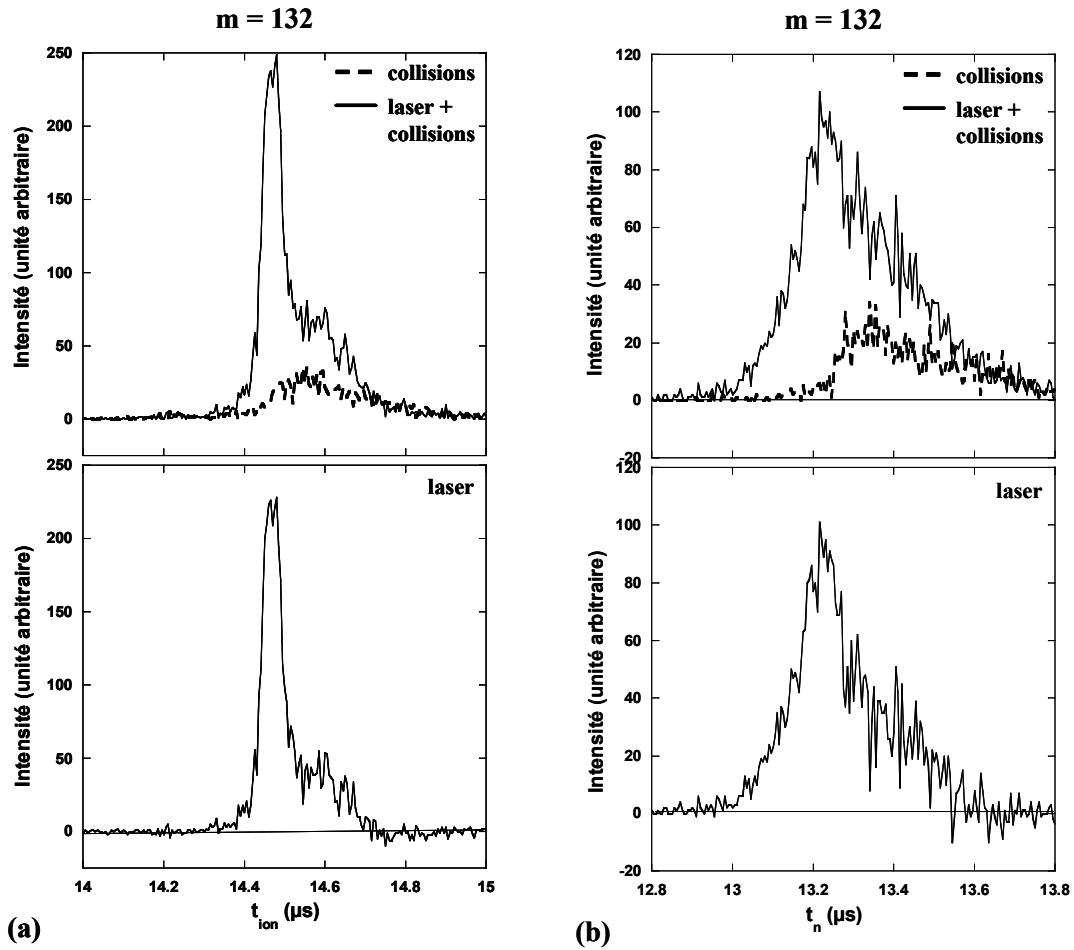 m = 132
250
200
150
100
50
0
Intensité (unité arbitraire)
collisions
laser +
collisions
250
200
150
100
50
0
Intensité (unité arbitraire)
laser
14
14.2
14.4
14.6
14.8
15
t ion (µs)
(a)
m = 132
120
100
80
60
40
20
0
-20
Intensité (unité arbitraire)
collisions
laser +
collisions
120
100
80
60
40
20
0
-20
Intensité (unité arbitraire)
laser
12.8
13
13.2
13.4
13.6
13.8
t n (µs)
(b)